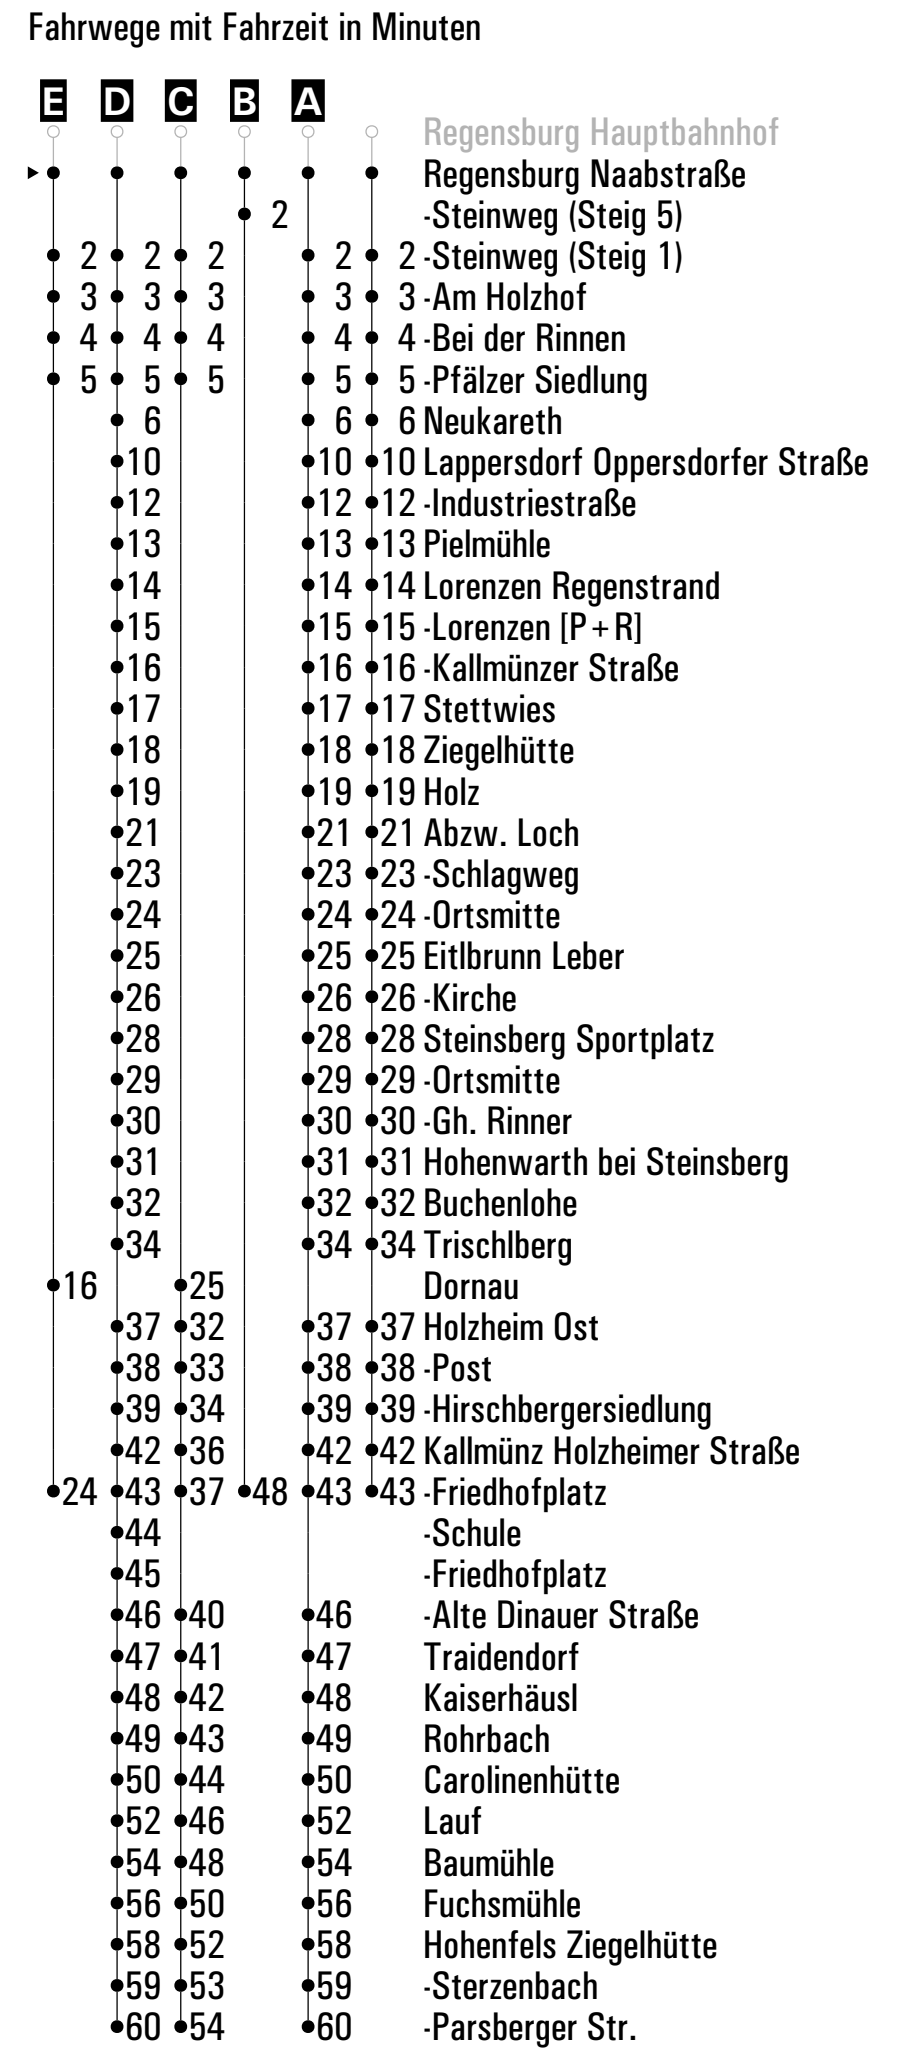 Fahrwege mit Fahrzeit in Minuten
E D C B A
Regensburg Hauptbahnhof
Regensburg Naabstraße
2 -Steinweg (Steig 5)
2 2 2 2 2 -Steinweg (Steig 1)
3 3 3 3 3 -Am Holzhof
4 4 4 4 4 -Bei der Rinnen
5 5 5 5 5 -Pfälzer Siedlung
6 6 6 Neukareth
10 10 10 Lappersdorf Oppersdorfer Straße
12 12 12 -Industriestraße
13 13 13 Pielmühle
14 14 14 Lorenzen Regenstrand
15 15 15 -Lorenzen [P+R]
16 16 16 -Kallmünzer Straße
17 17 17 Stettwies
18 18 18 Ziegelhütte
19 19 19 Holz
21 21 21 Abzw. Loch
23 23 23 -Schlagweg
24 24 24 -Ortsmitte
25 25 25 Eitlbrunn Leber
26 26 26 -Kirche
28 28 28 Steinsberg Sportplatz
29 29 29 -Ortsmitte
30 30 30 -Gh. Rinner
31 31 31 Hohenwarth bei Steinsberg
32 32 32 Buchenlohe
34 34 34 Trischlberg
16 25 Dornau
37 32 37 37 Holzheim Ost
38 33 38 38 -Post
39 34 39 39 -Hirschbergersiedlung
42 36 42 42 Kallmünz Holzheimer Straße
24 43 37 48 43 43 -Friedhofplatz
44 -Schule
45 -Friedhofplatz
46 40 46 -Alte Dinauer Straße
47 41 47 Traidendorf
48 42 48 Kaiserhäusl
49 43 49 Rohrbach
50 44 50 Carolinenhütte
52 46 52 Lauf
54 48 54 Baumühle
56 50 56 Fuchsmühle
58 52 58 Hohenfels Ziegelhütte
59 53 59 -Sterzenbach
60 54 60 -Parsberger Str.